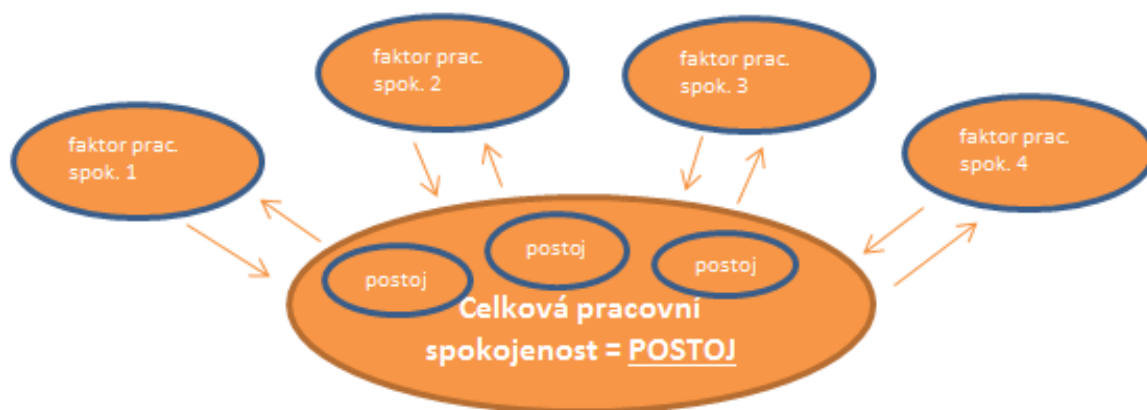 faktor prac.
spok. 1
faktor prac.
spok. 2
faktor prac.
spok. 3
faktor prac.
spok. 4
postoj
postoj
postoj
Celková pracovní
spokojenost = POSTOJ